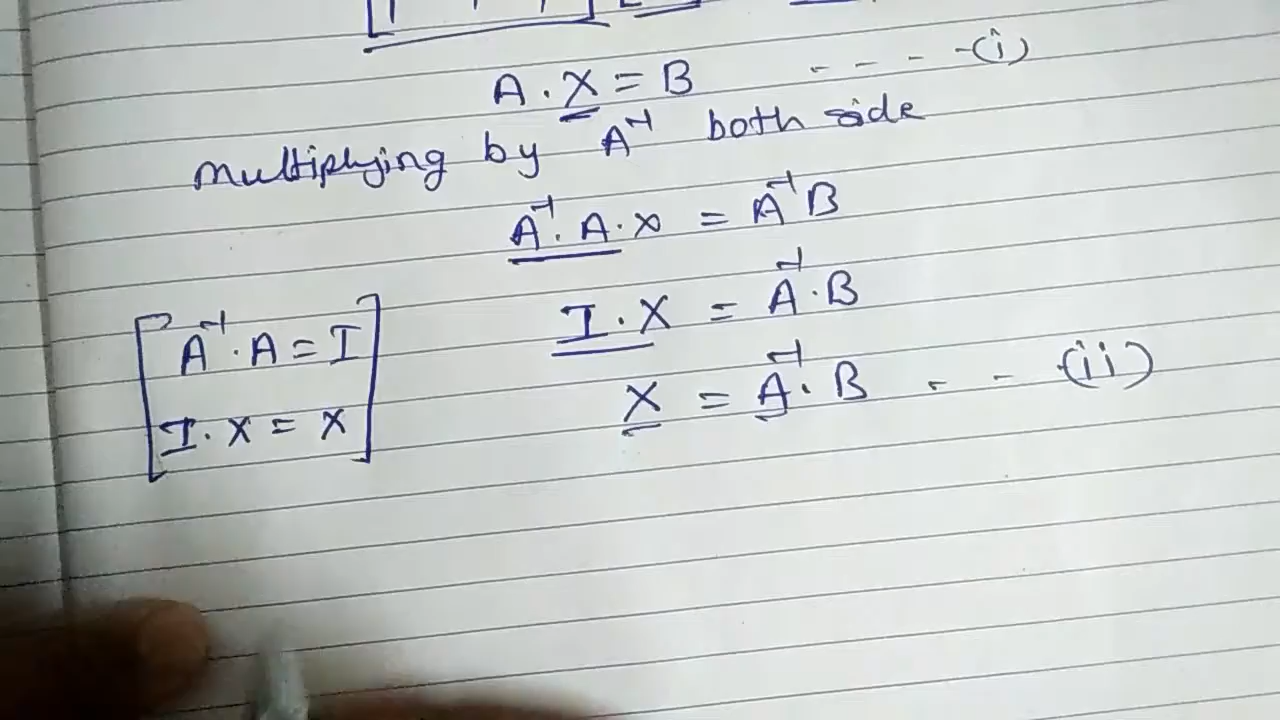 A . X = B - - - - (i)
Multiplying by A⁻¹ both side
A⁻¹. A . x = A⁻¹B
I . X = A⁻¹. B
X = A⁻¹. B - - (ii)
A⁻¹. A = I
I . X = X